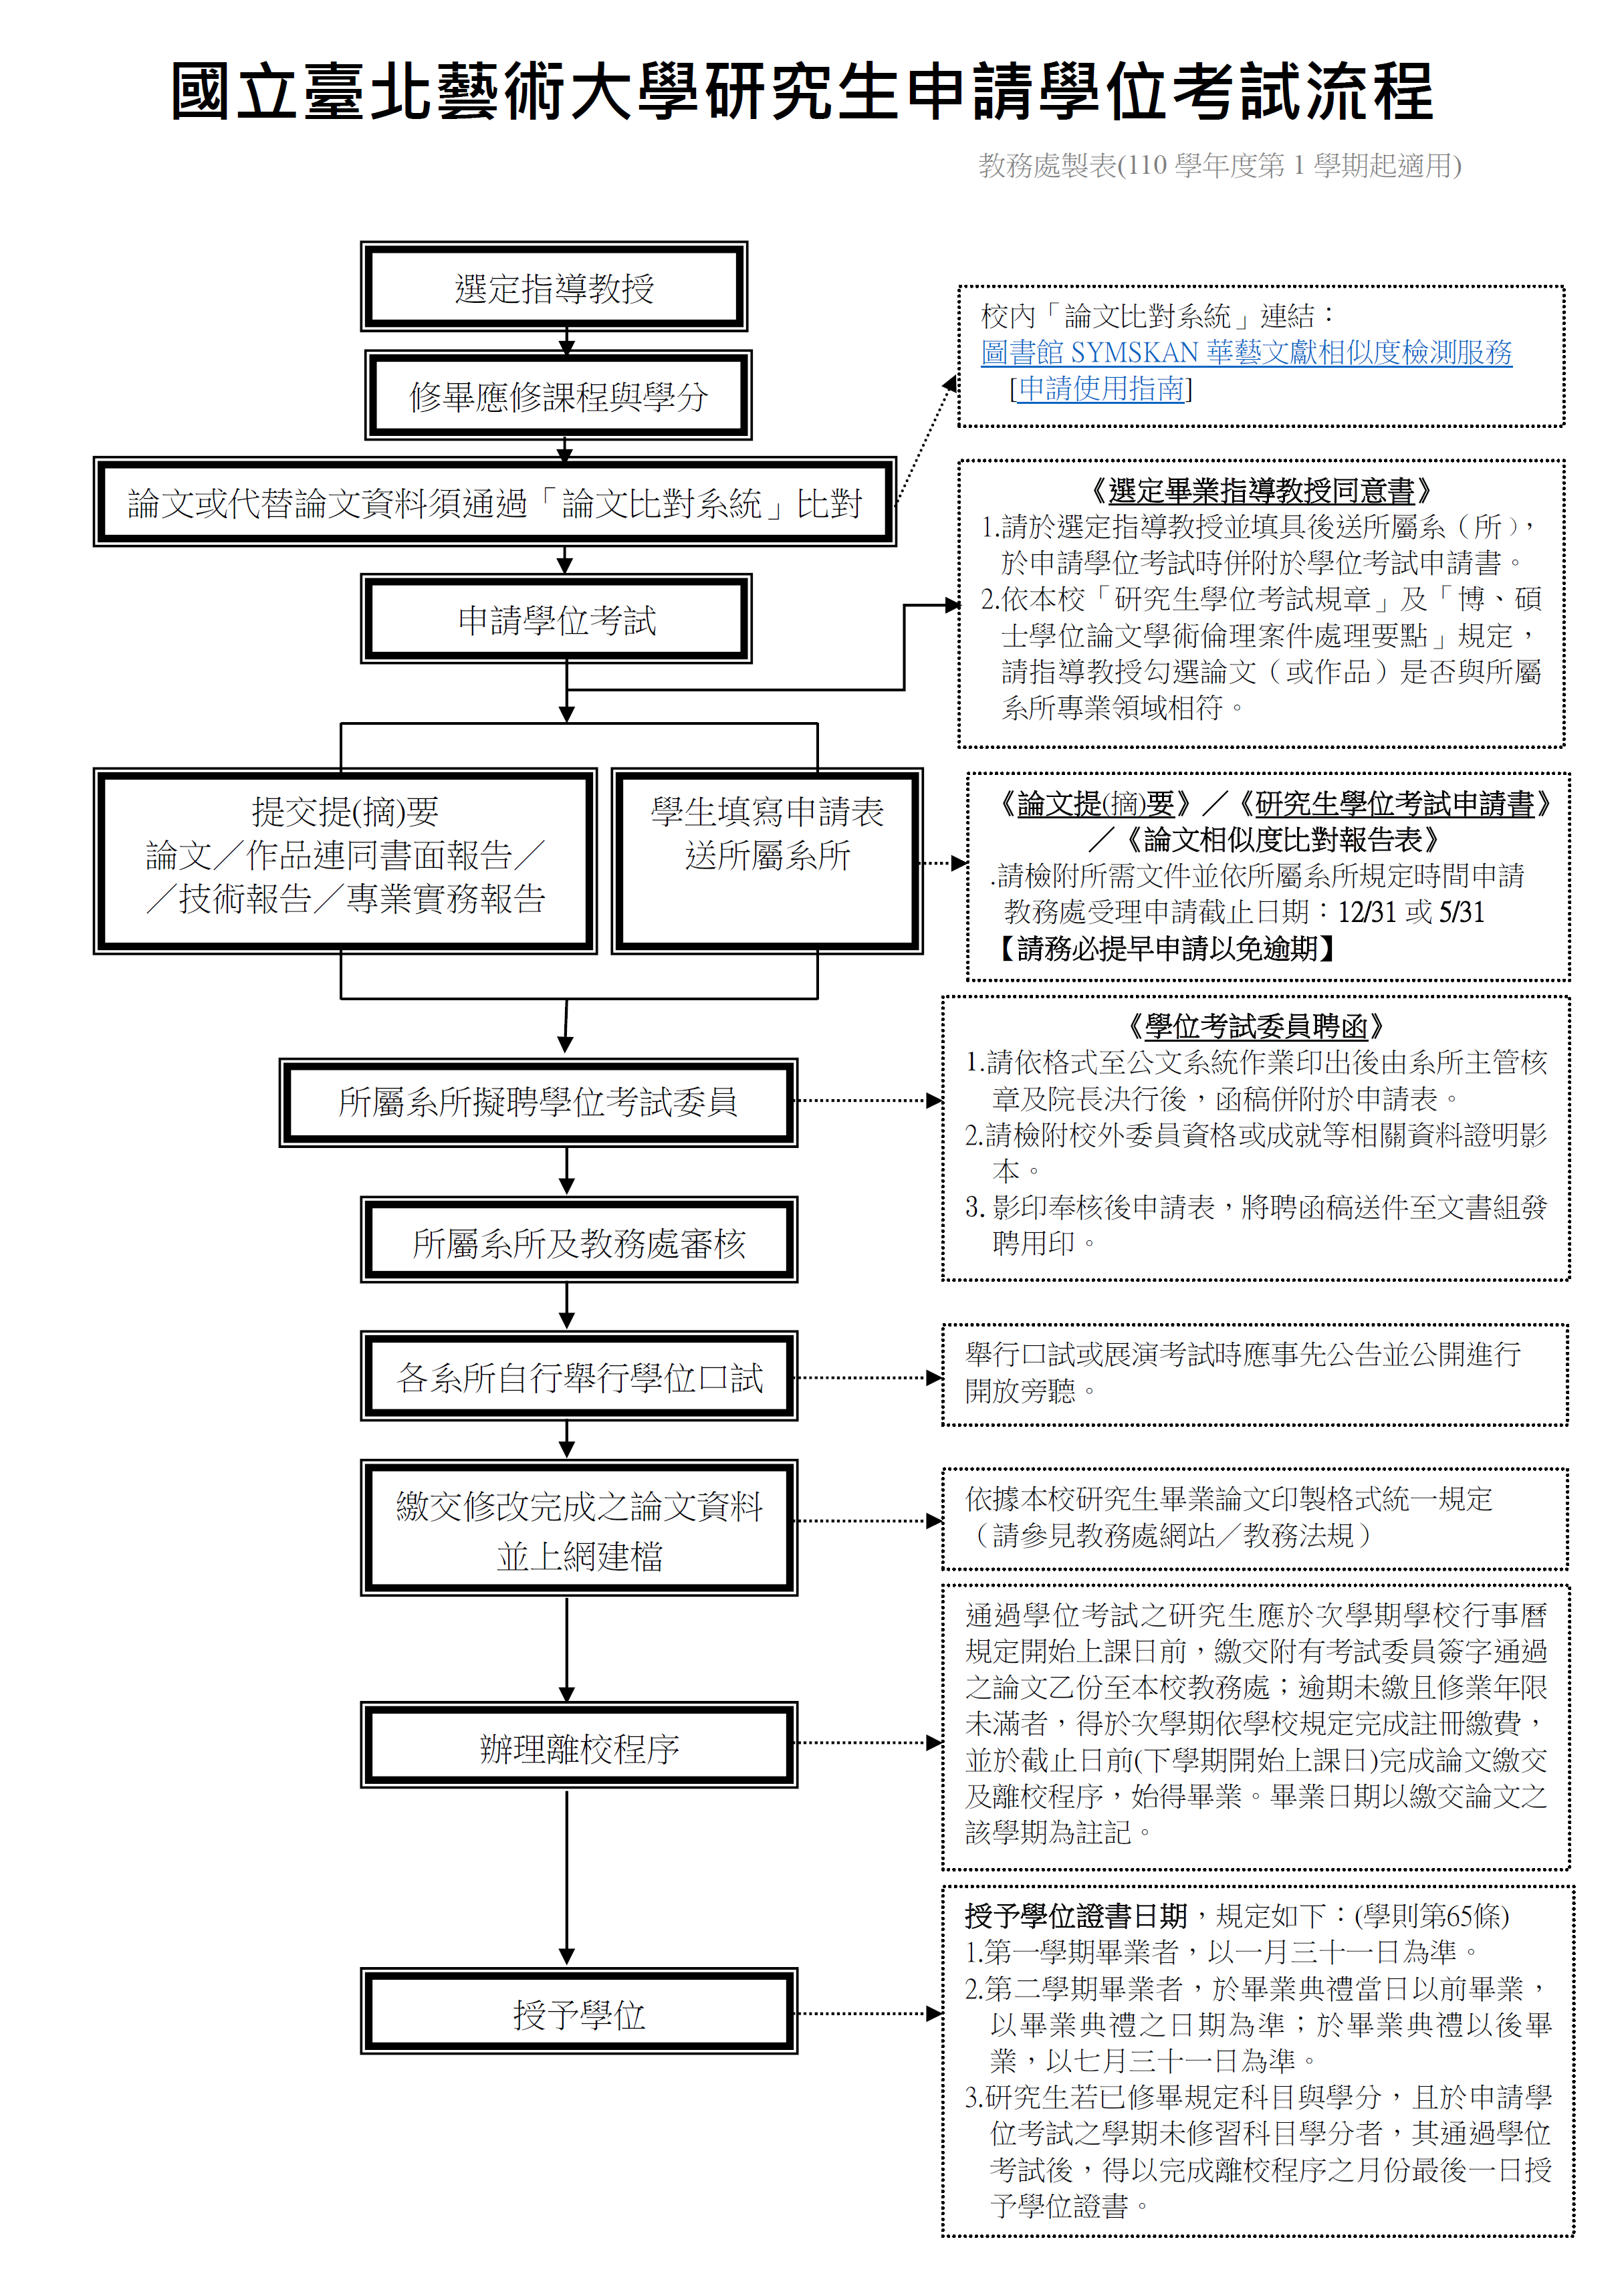 國立臺北藝術大學研究生申請學位考試流程
教務處製表(110 學年度第 1 學期起適用)
選定指導教授
修畢應修課程與學分
論文或代替論文資料須通過「論文比對系統」比對
申請學位考試
提交提(摘)要
論文／作品連同書面報告／
／技術報告／專業實務報告
學生填寫申請表
送所屬系所
所屬系所擬聘學位考試委員
所屬系所及教務處審核
各系所自行舉行學位口試
繳交修改完成之論文資料
並上網建檔
辦理離校程序
授予學位
校內「論文比對系統」連結：
圖書館 SYMSKAN 華藝文獻相似度檢測服務
[申請使用指南]
《選定畢業指導教授同意書》
1.請於選定指導教授並填具後送所屬系（所），
於申請學位考試時併附於學位考試申請書。
2.依本校「研究生學位考試規章」及「博、碩
士學位論文學術倫理案件處理要點」規定，
請指導教授勾選論文（或作品）是否與所屬
系所專業領域相符。
《論文提(摘)要》／《研究生學位考試申請書》
／《論文相似度比對報告表》
.請檢附所需文件並依所屬系所規定時間申請
教務處受理申請截止日期：12/31 或 5/31
【請務必提早申請以免逾期】
《學位考試委員聘函》
1.請依格式至公文系統作業印出後由系所主管核
章及院長決行後，函稿併附於申請表。
2.請檢附校外委員資格或成就等相關資料證明影
本。
3. 影印奉核後申請表，將聘函稿送件至文書組發
聘用印。
舉行口試或展演考試時應事先公告並公開進行
開放旁聽。
依據本校研究生畢業論文印製格式統一規定
（請參見教務處網站／教務法規）
通過學位考試之研究生應於次學期學校行事曆
規定開始上課日前，繳交附有考試委員簽字通過
之論文乙份至本校教務處；逾期未繳且修業年限
未滿者，得於次學期依學校規定完成註冊繳費，
並於截止日前(下學期開始上課日)完成論文繳交
及離校程序，始得畢業。畢業日期以繳交論文之
該學期為註記。
授予學位證書日期，規定如下：(學則第65條)
1.第一學期畢業者，以一月三十一日為準。
2.第二學期畢業者，於畢業典禮當日以前畢業，
以畢業典禮之日期為準；於畢業典禮以後畢
業，以七月三十一日為準。
3.研究生若已修畢規定科目與學分，且於申請學
位考試之學期未修習科目學分者，其通過學位
考試後，得以完成離校程序之月份最後一日授
予學位證書。